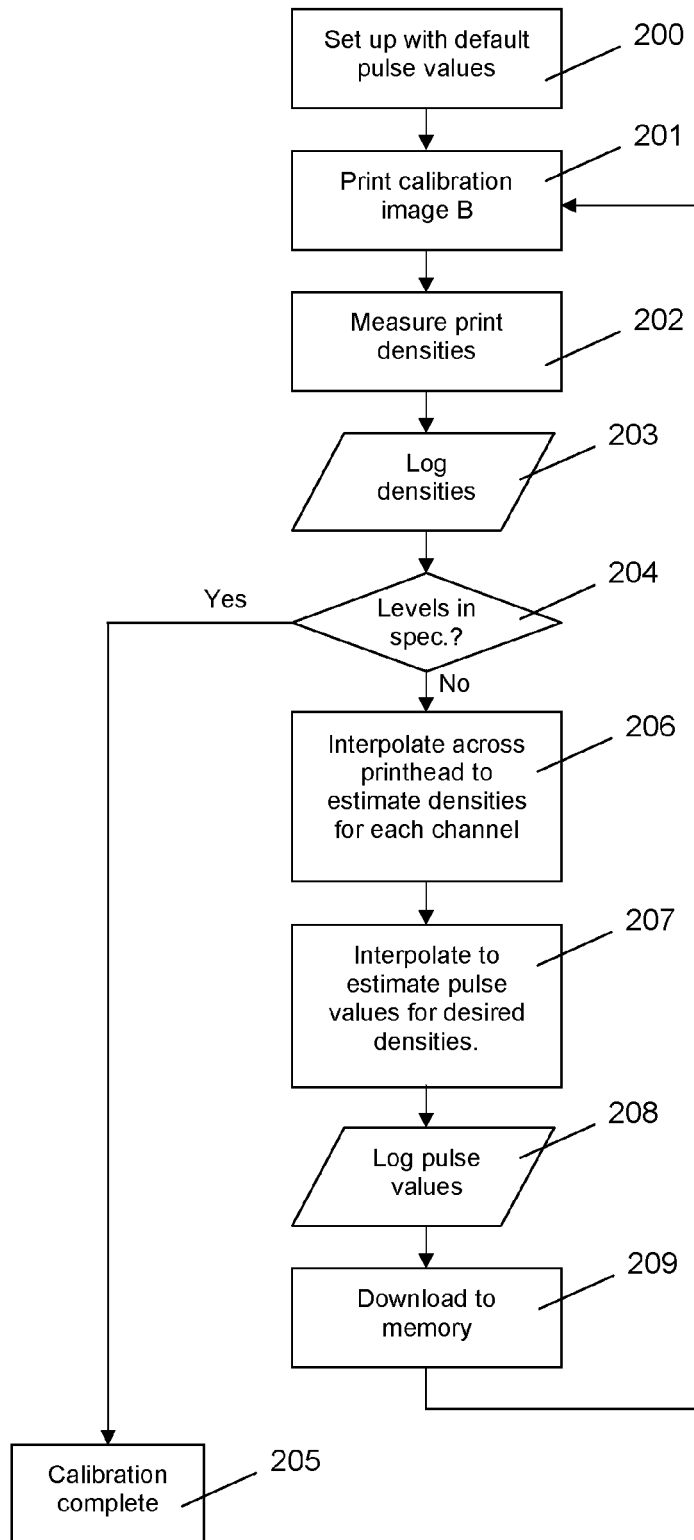 Set up with default
pulse values
200
Print calibration
image B
201
Measure print
densities
202
Log
densities
203
Levels in
spec.?
204
Yes
No
Interpolate across
printhead to
estimate densities
for each channel
206
Interpolate to
estimate pulse
values for desired
densities.
207
Log pulse
values
208
Download to
memory
209
Calibration
complete
205